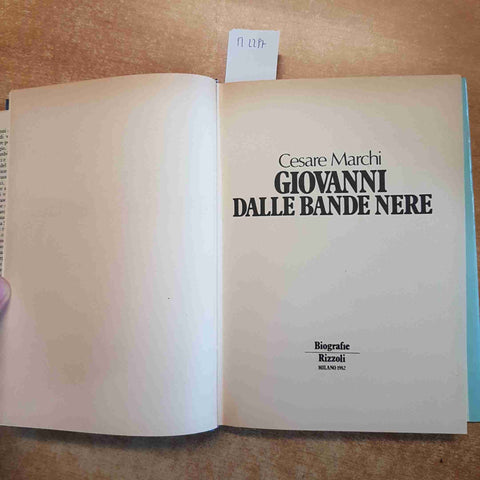 Cesare Marchi
GIOVANNI
DALLE BANDE NERE
Biografie
Rizzoli
MILANO 1982